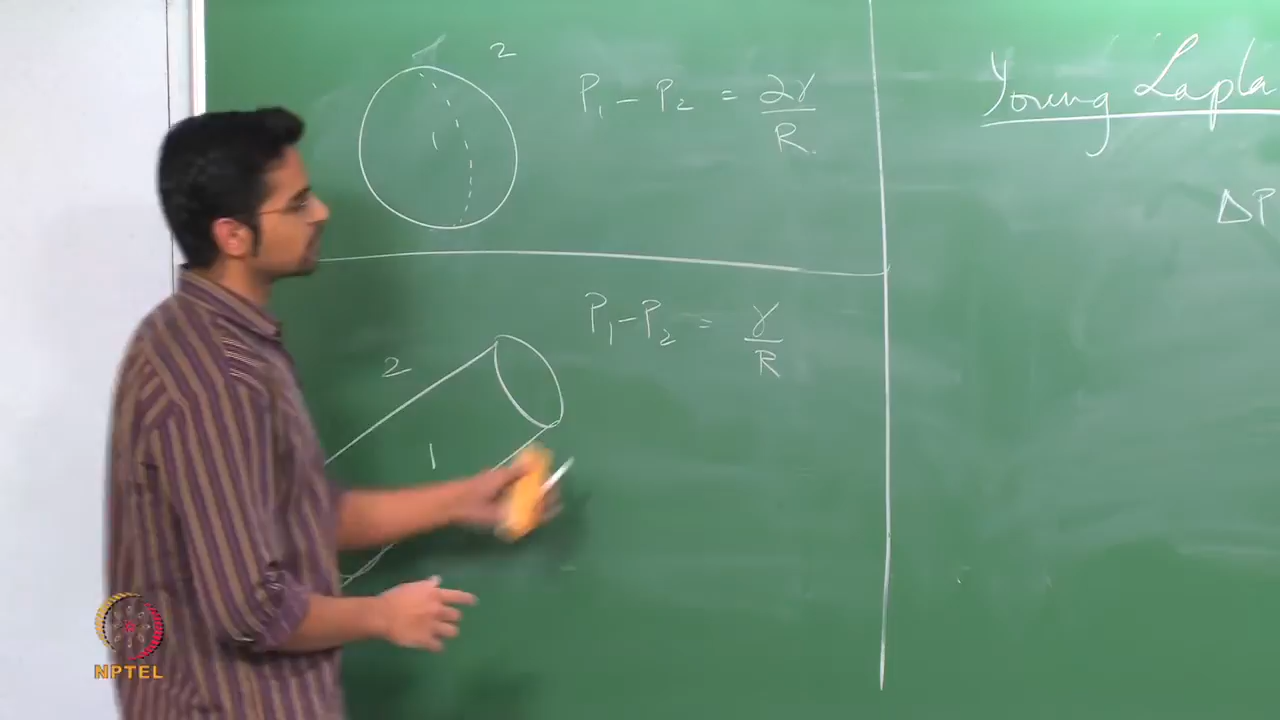 2
1
P₁ - P₂ = 2γ/R.
2
1
P₁ - P₂ = γ/R
Young Lapla
ΔP
NPTEL